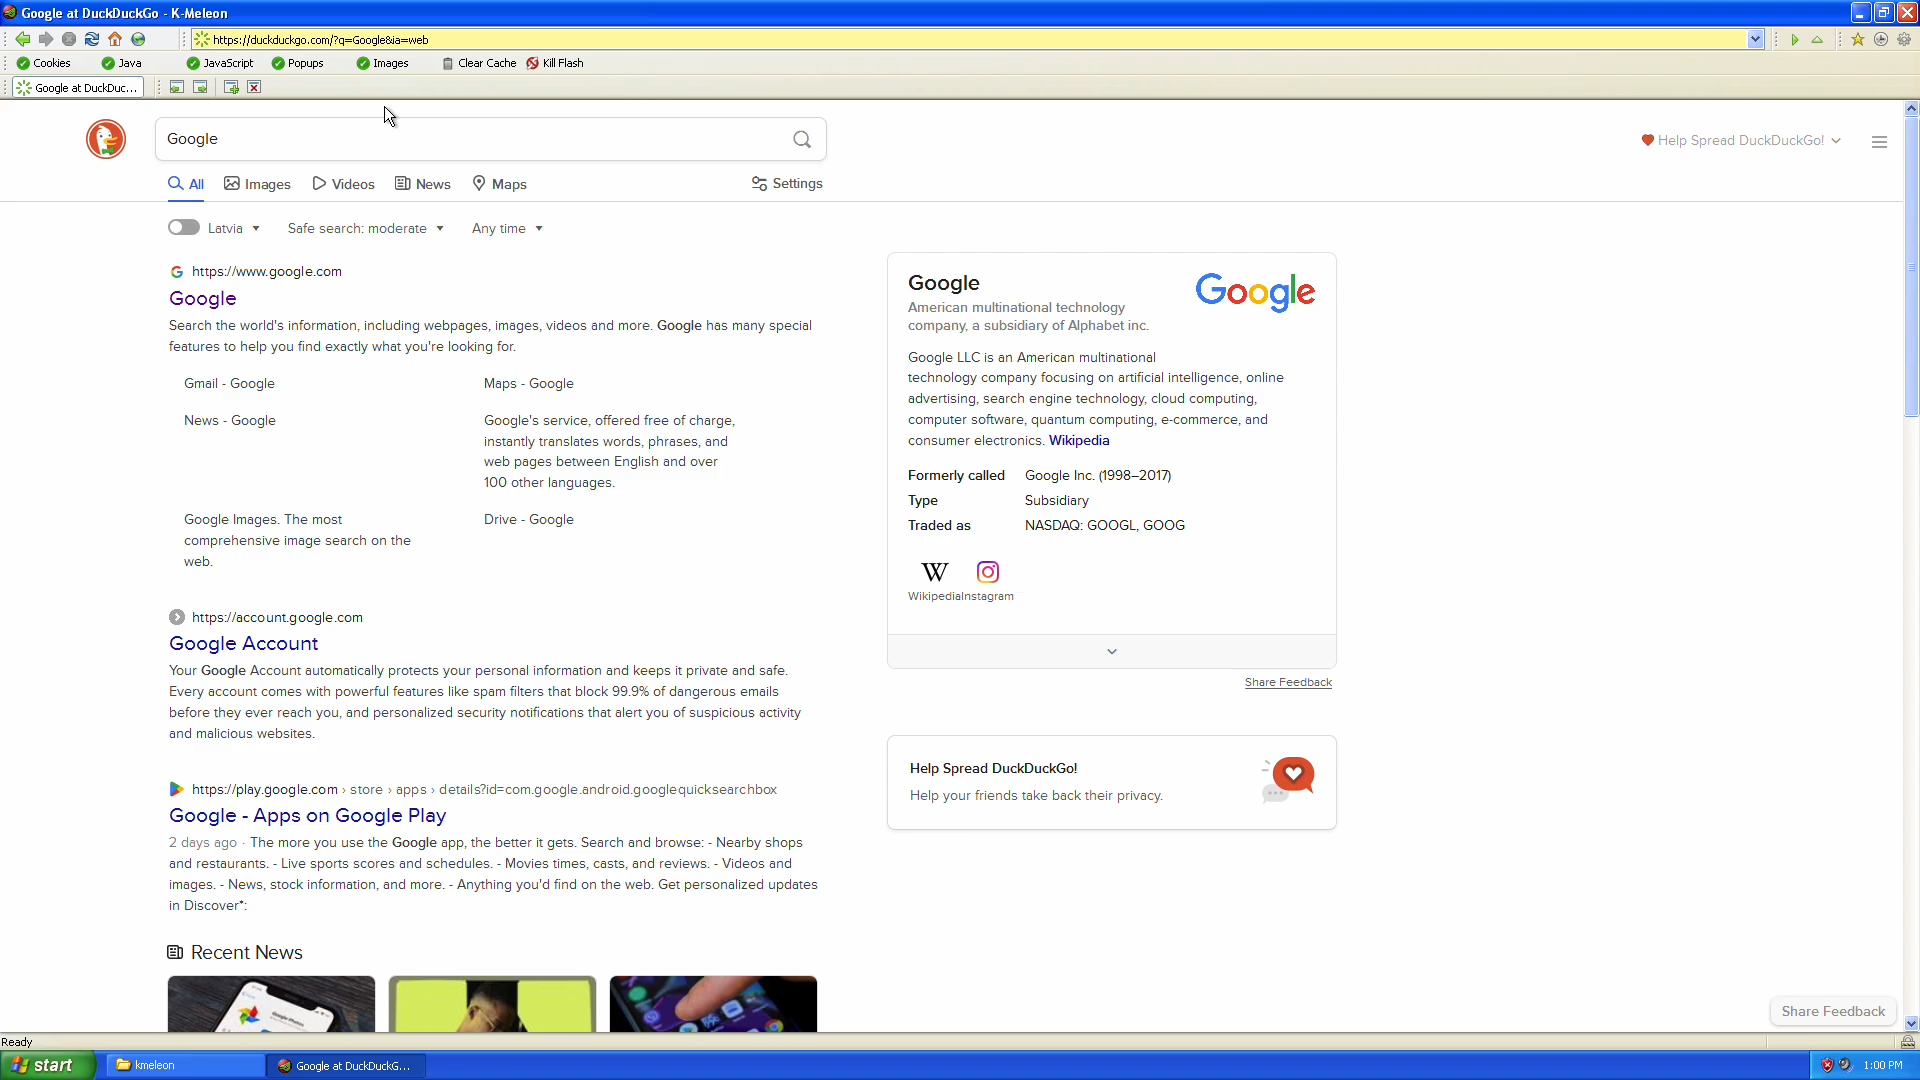 Google at DuckDuckGo - K-Meleon
https://duckduckgo.com/?q=Google&ia=web
Cookies Java JavaScript Popups Images Clear Cache Kill Flash
Google at DuckDuc...
Google
Help Spread DuckDuckGo!
All Images Videos News Maps Settings
Latvia Safe search: moderate Any time
https://www.google.com
Google
Search the world's information, including webpages, images, videos and more. Google has many special
features to help you find exactly what you're looking for.
Gmail - Google
Maps - Google
News - Google
Google's service, offered free of charge,
instantly translates words, phrases, and
web pages between English and over
100 other languages.
Google Images. The most
comprehensive image search on the
web.
Drive - Google
https://account.google.com
Google Account
Your Google Account automatically protects your personal information and keeps it private and safe.
Every account comes with powerful features like spam filters that block 99.9% of dangerous emails
before they ever reach you, and personalized security notifications that alert you of suspicious activity
and malicious websites.
https://play.google.com › store › apps › details?id=com.google.android.googlequicksearchbox
Google - Apps on Google Play
2 days ago · The more you use the Google app, the better it gets. Search and browse: - Nearby shops
and restaurants. - Live sports scores and schedules. - Movies times, casts, and reviews. - Videos and
images. - News, stock information, and more. - Anything you'd find on the web. Get personalized updates
in Discover*:
Recent News
Google Photos
Google
Google
American multinational technology
company, a subsidiary of Alphabet inc.
Google LLC is an American multinational
technology company focusing on artificial intelligence, online
advertising, search engine technology, cloud computing,
computer software, quantum computing, e-commerce, and
consumer electronics. Wikipedia
Formerly called Google Inc. (1998–2017)
Type Subsidiary
Traded as NASDAQ: GOOGL, GOOG
W
Wikipedia Instagram
Share Feedback
Help Spread DuckDuckGo!
Help your friends take back their privacy.
Share Feedback
Ready
start kmeleon Google at DuckDuckG... 1:00 PM